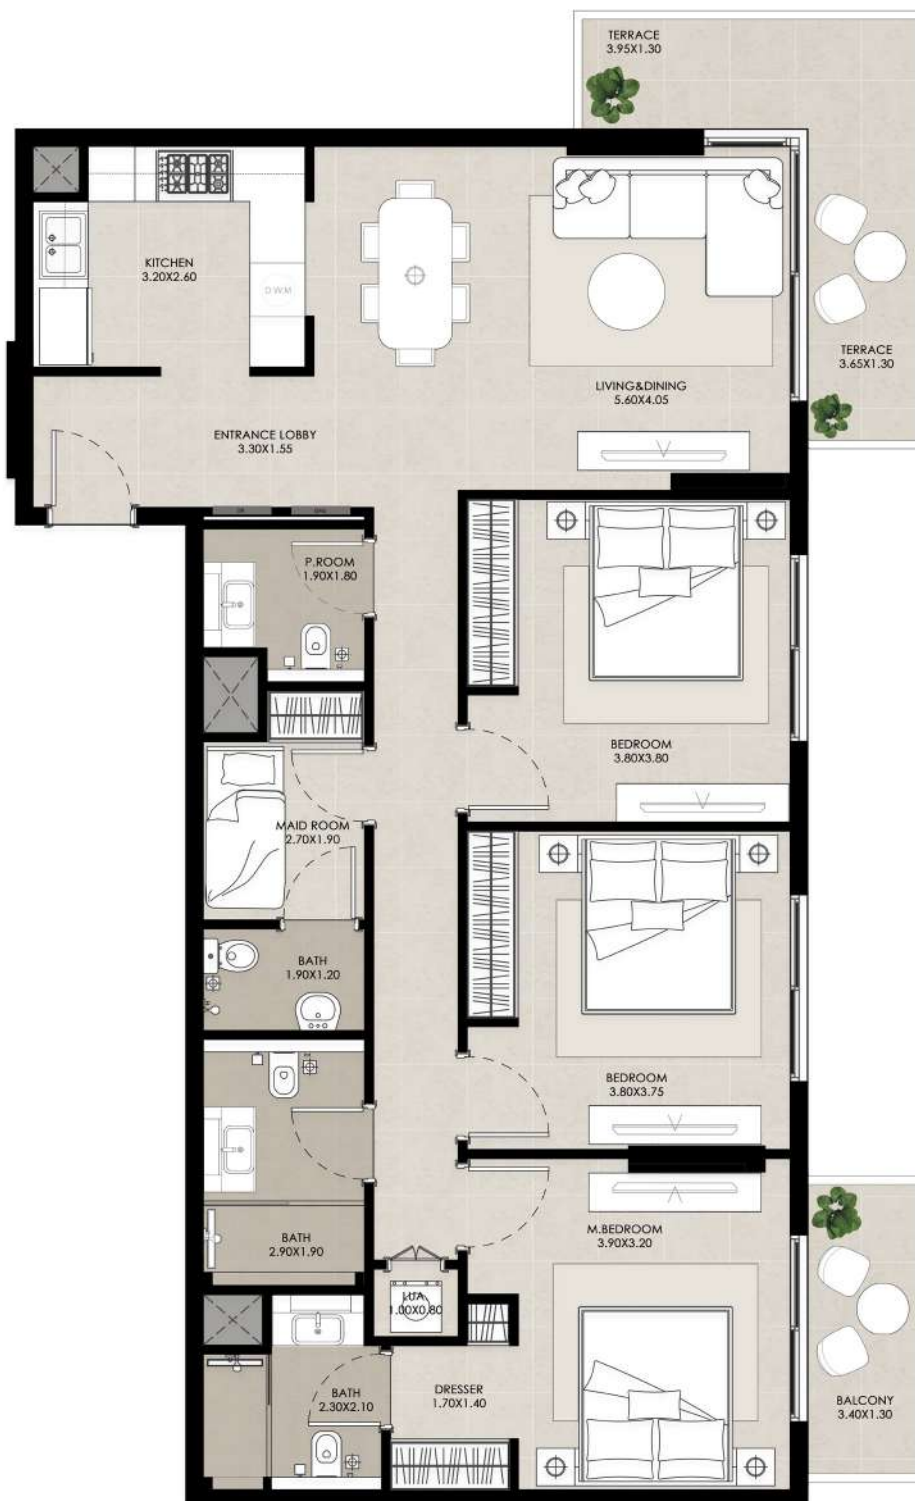 TERRACE
3.95X1.30
KITCHEN
3.20X2.60
DWM
TERRACE
3.65X1.30
LIVING&DINING
5.60X4.05
ENTRANCE LOBBY
3.30X1.55
P.ROOM
1.90X1.80
BEDROOM
3.80X3.80
MAID ROOM
2.70X1.90
BATH
1.90X1.20
BEDROOM
3.80X3.75
M.BEDROOM
3.90X3.20
BATH
2.90X1.90
LUA
1.00X0.80
DRESSER
1.70X1.40
BATH
2.30X2.10
BALCONY
3.40X1.30